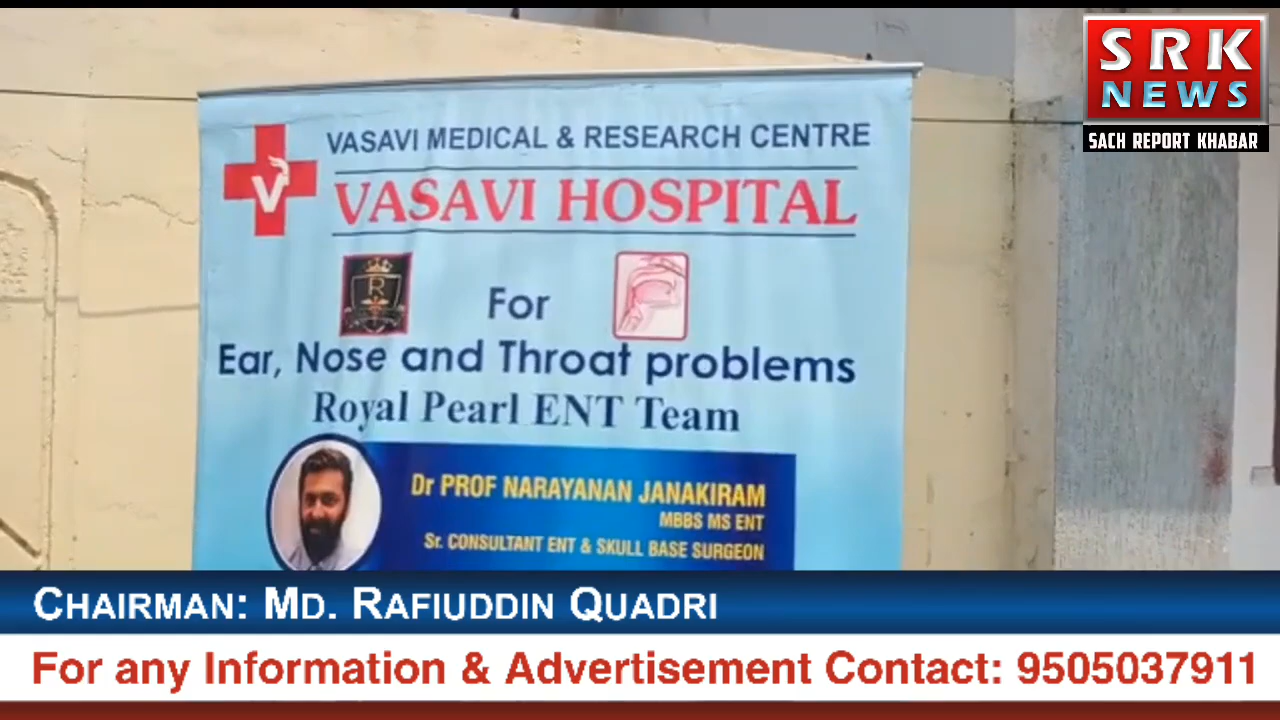 SRK
NEWS
SACH REPORT KHABAR
VASAVI MEDICAL & RESEARCH CENTRE
V
VASAVI HOSPITAL
R
For
Ear, Nose and Throat problems
Royal Pearl ENT Team
Dr PROF NARAYANAN JANAKIRAM
MBBS MS ENT
Sr. CONSULTANT ENT & SKULL BASE SURGEON
CHAIRMAN: MD. RAFIUDDIN QUADRI
For any Information & Advertisement Contact: 9505037911